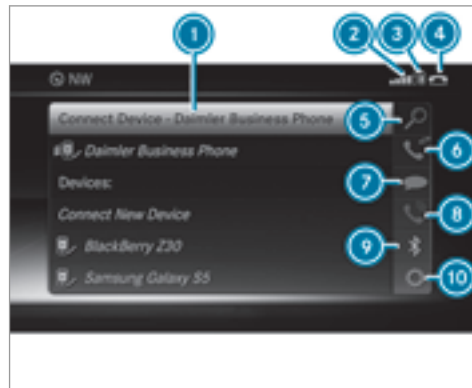 1
2
3
4
NW
Connect Device - Daimler Business Phone
5
Daimler Business Phone
6
Devices:
7
Connect New Device
8
BlackBerry Z30
9
Samsung Galaxy S5
10